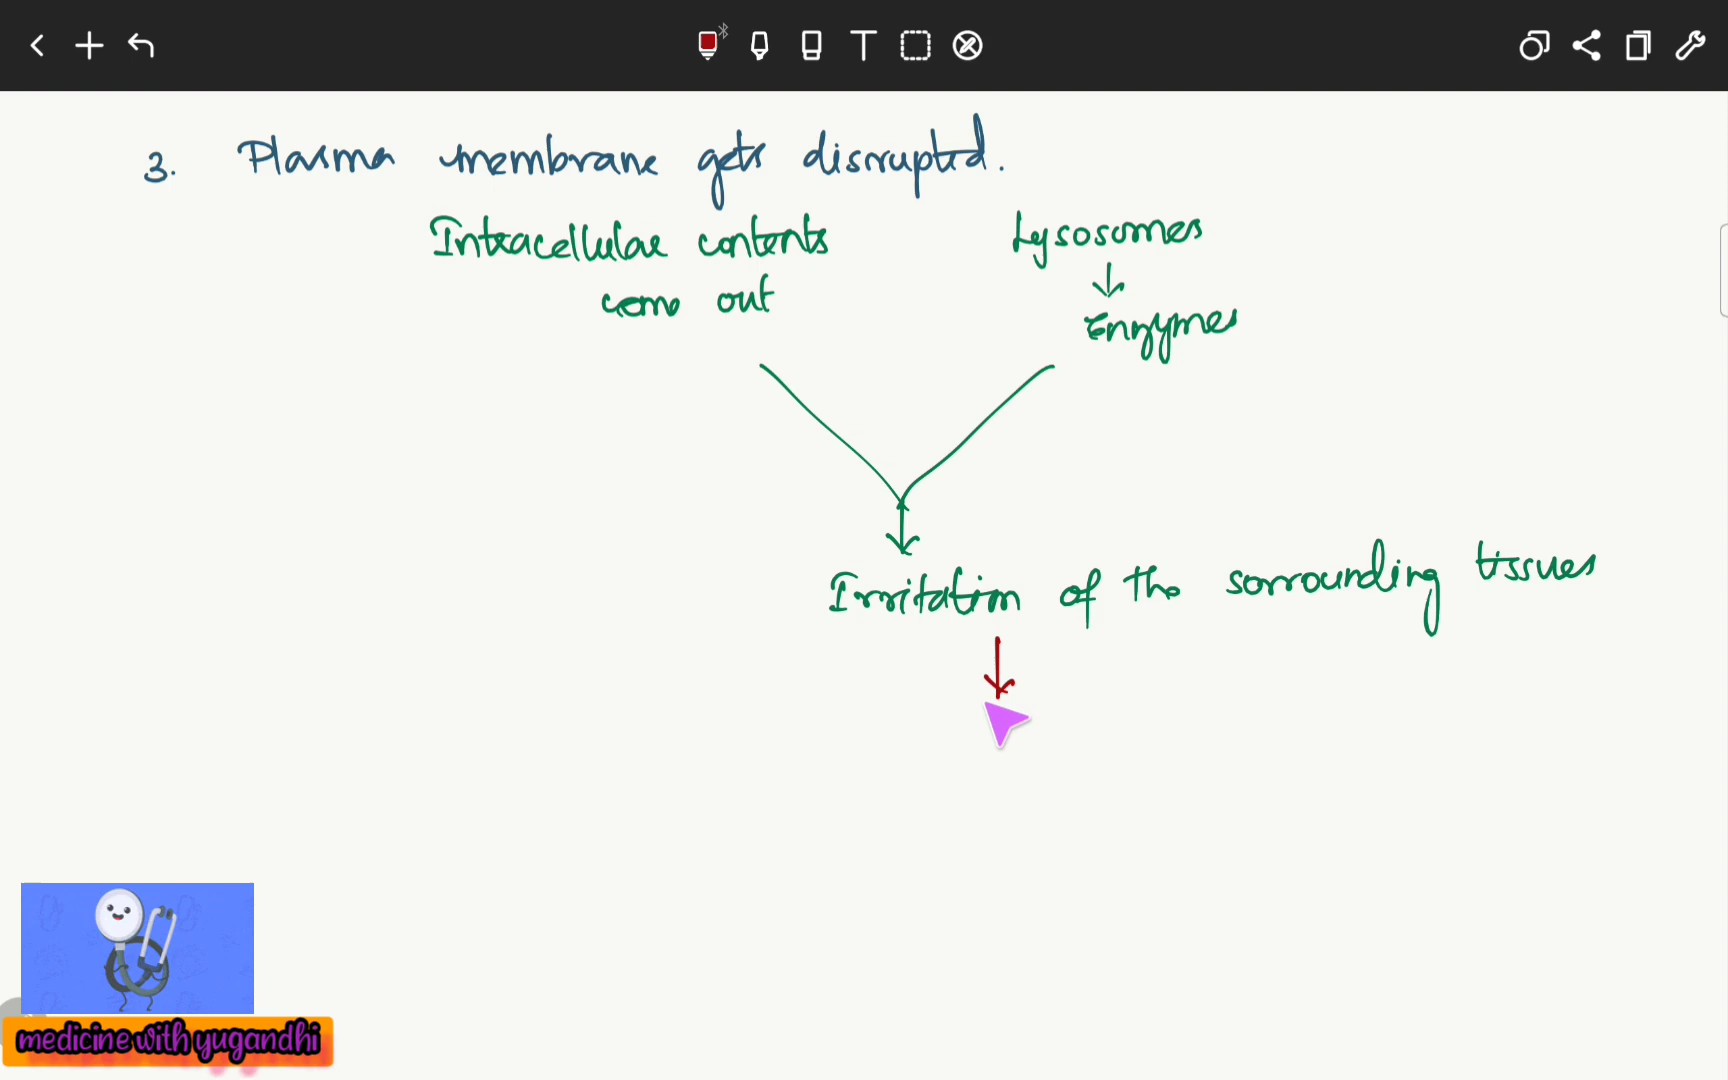 3. Plasma membrane gets disrupted.
Intracellular contents
come out
Lysosomes
↓
Enzymes
Irritation of the sorrounding tissues
medicine with yugandhi